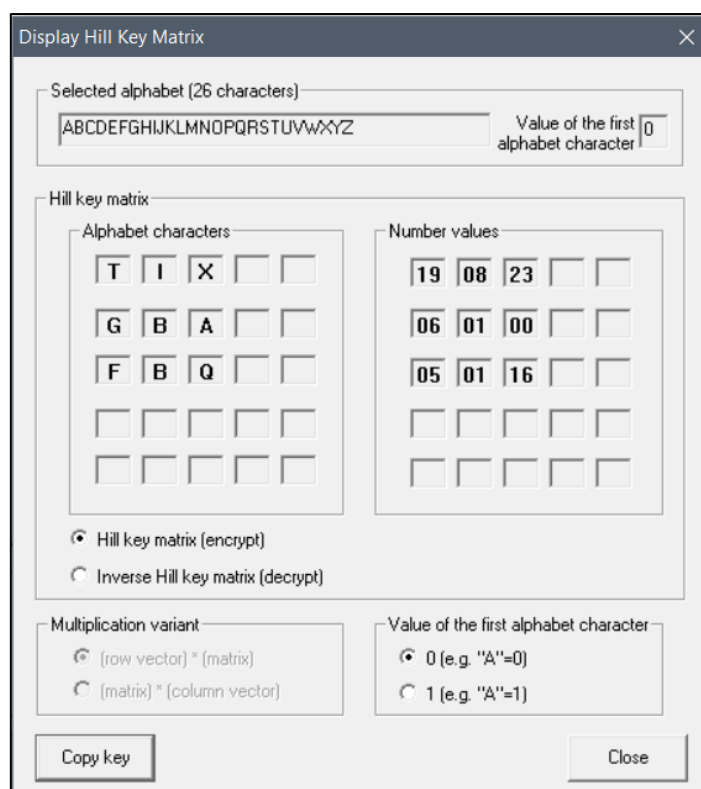 Display Hill Key Matrix
Selected alphabet (26 characters)
ABCDEFGHIJKLMNOPQRSTUVWXYZ
Value of the first
alphabet character
0
Hill key matrix
Alphabet characters
T I X
G B A
F B Q
Number values
19 08 23
06 01 00
05 01 16
Hill key matrix (encrypt)
Inverse Hill key matrix (decrypt)
Multiplication variant
(row vector) * (matrix)
(matrix) * (column vector)
Value of the first alphabet character
0 (e.g. "A"=0)
1 (e.g. "A"=1)
Copy key
Close